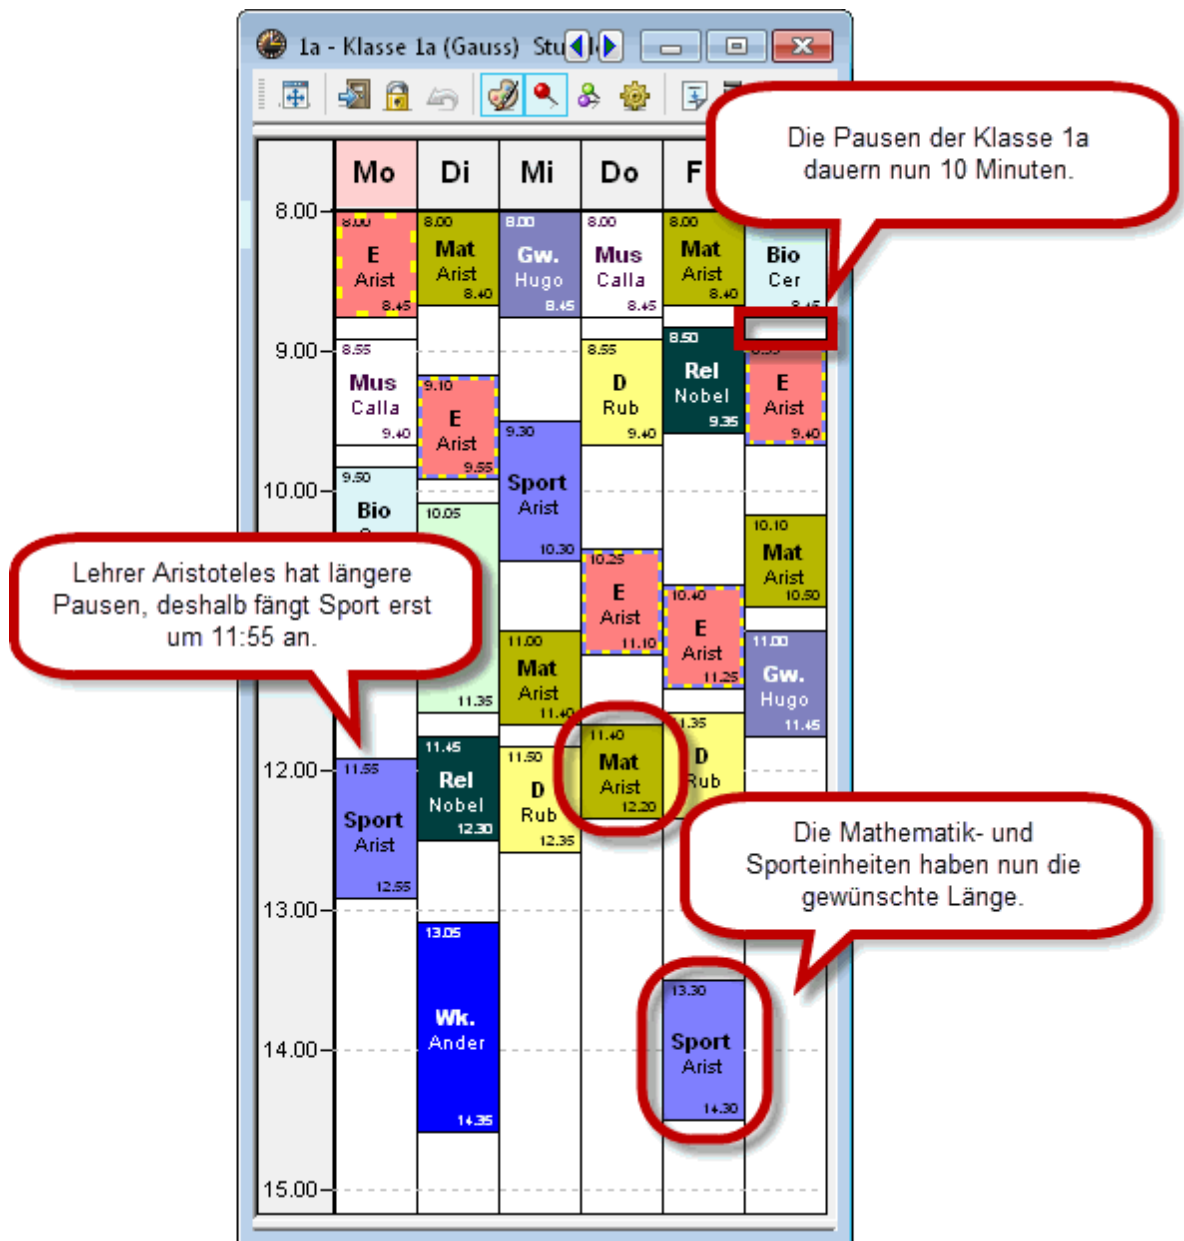 1a - Klasse 1a (Gauss) Stu
Die Pausen der Klasse 1a
dauern nun 10 Minuten.
Mo Di Mi Do F
8.00
9.00
10.00
12.00
13.00
14.00
15.00
8.00
E
Arist
8.45
8.55
Mus
Calla
9.40
9.50
Bio
Lehrer Aristoteles hat längere
Pausen, deshalb fängt Sport erst
um 11:55 an.
11.55
Sport
Arist
12.55
8.00
Mat
Arist
8.40
9.10
E
Arist
9.55
10.05
11.35
11.45
Rel
Nobel
12.30
13.05
Wk.
Ander
14.35
8.00
Gw.
Hugo
8.45
9.30
Sport
Arist
10.30
11.00
Mat
Arist
11.40
11.50
D
Rub
12.35
8.00
Mus
Calla
8.45
8.55
D
Rub
9.40
10.25
E
Arist
11.10
11.40
Mat
Arist
12.20
8.00
Mat
Arist
8.40
8.50
Rel
Nobel
9.35
10.40
E
Arist
11.25
11.35
D
Rub
13.30
Sport
Arist
14.30
Bio
Cer
8.45
8.55
E
Arist
9.40
10.10
Mat
Arist
10.50
11.00
Gw.
Hugo
11.45
Die Mathematik- und
Sporteinheiten haben nun die
gewünschte Länge.